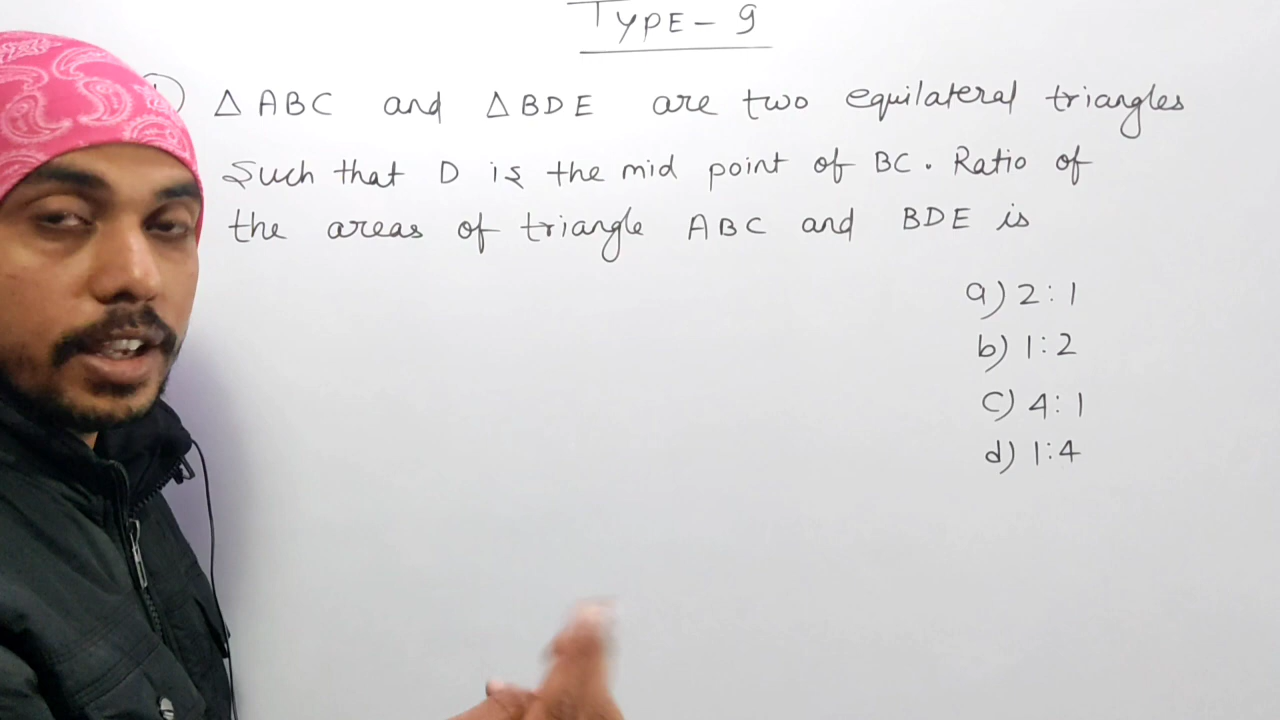 TYPE - 9
△ ABC and △ BDE are two equilateral triangles
Such that D is the mid point of BC. Ratio of
the areas of triangle ABC and BDE is
a) 2:1
b) 1:2
c) 4:1
d) 1:4